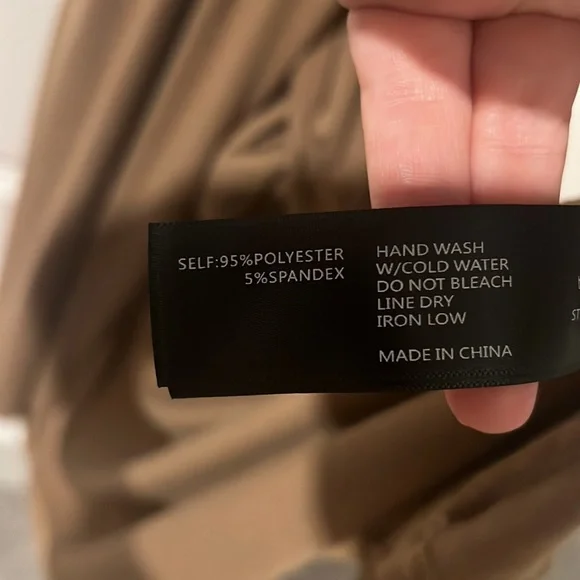 SELF:95%POLYESTER
5%SPANDEX
HAND WASH
W/COLD WATER
DO NOT BLEACH
LINE DRY
IRON LOW
MADE IN CHINA